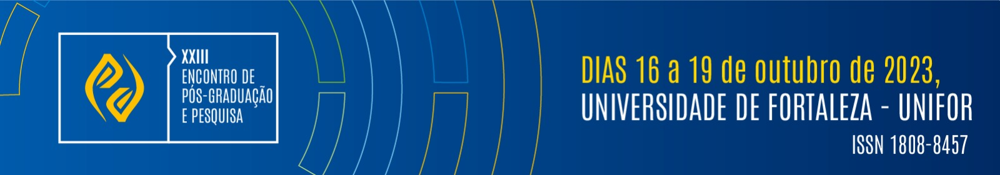 XXIII
ENCONTRO DE
PÓS-GRADUAÇÃO
E PESQUISA
DIAS 16 a 19 de outubro de 2023,
UNIVERSIDADE DE FORTALEZA - UNIFOR
ISSN 1808-8457